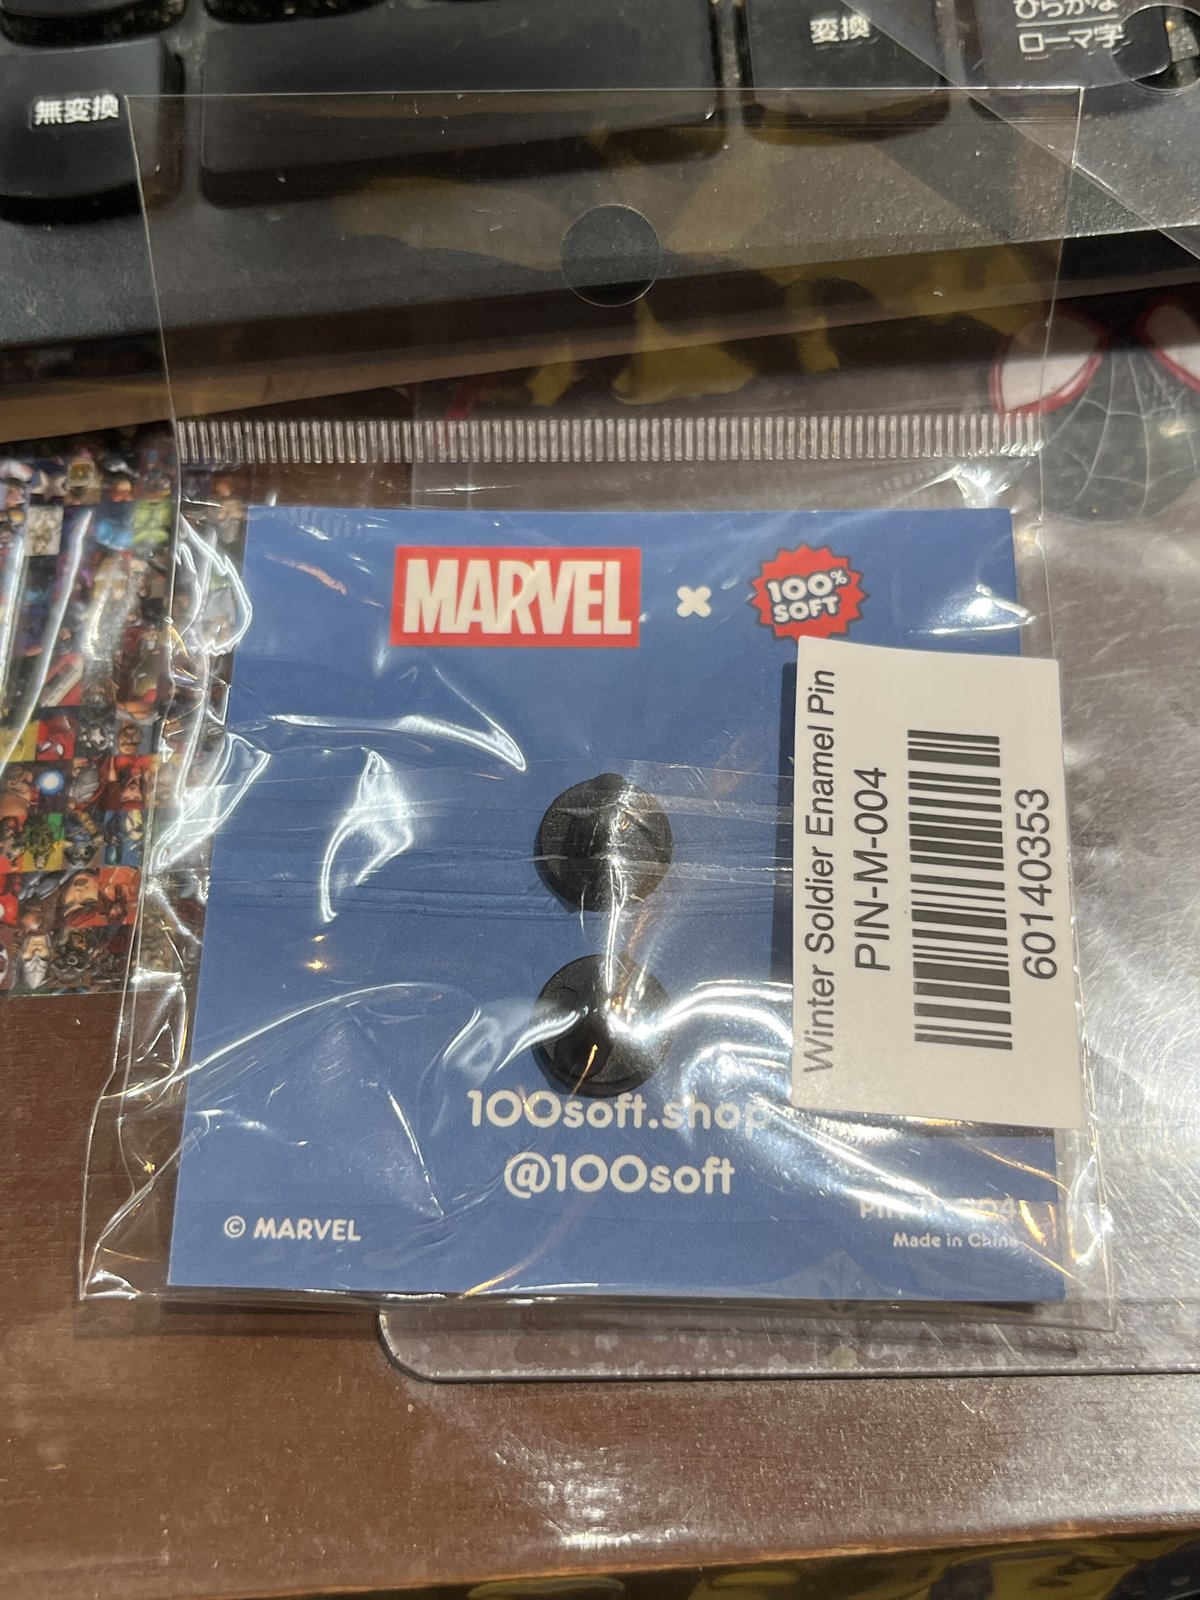 無変換
変換
ひらがな
ローマ字
MARVEL × 100% SOFT
Winter Soldier Enamel Pin
PIN-M-004
60140353
100soft.shop
@100soft
© MARVEL
Made in China